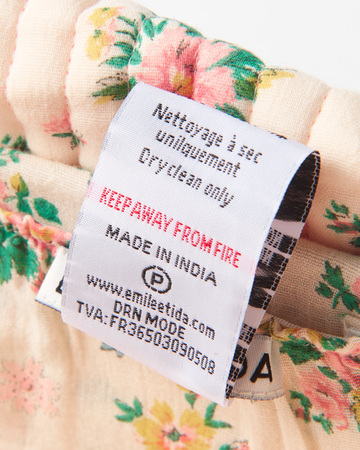 Nettoyage à sec
uniquement
Dry clean only
KEEP AWAY FROM FIRE
MADE IN INDIA
P
www.emileetida.com
DRN MODE
TVA: FR36503090508
DA